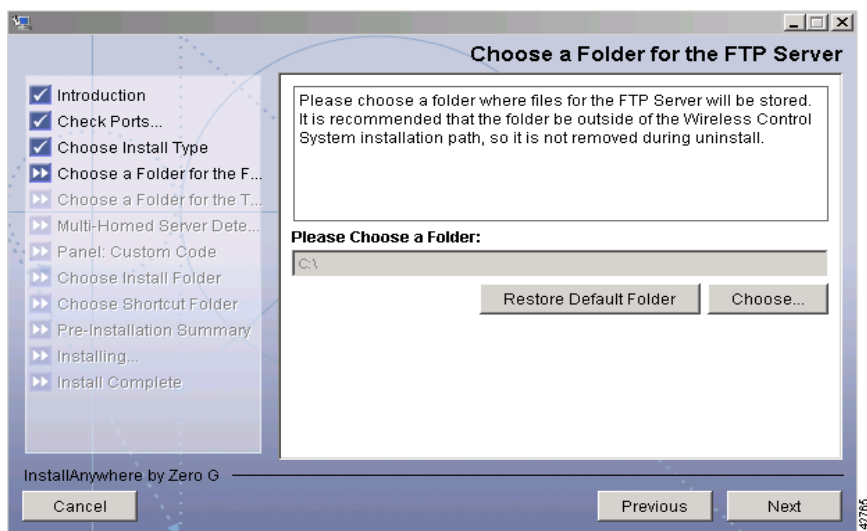 Choose a Folder for the FTP Server
Introduction
Check Ports...
Choose Install Type
Choose a Folder for the F...
Choose a Folder for the T...
Multi-Homed Server Dete...
Panel: Custom Code
Choose Install Folder
Choose Shortcut Folder
Pre-Installation Summary
Installing...
Install Complete
Please choose a folder where files for the FTP Server will be stored.
It is recommended that the folder be outside of the Wireless Control
System installation path, so it is not removed during uninstall.
Please Choose a Folder:
C:\
Restore Default Folder
Choose...
InstallAnywhere by Zero G
Cancel
Previous
Next